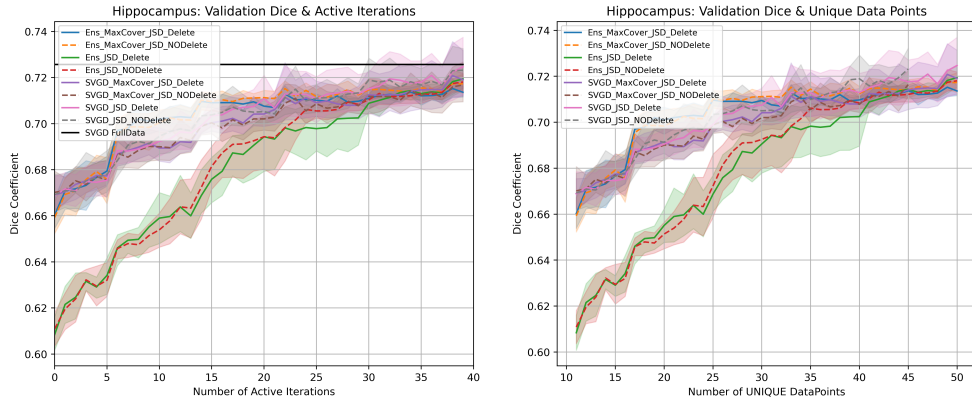 Hippocampus: Validation Dice & Active Iterations
0.74
0.72
0.70
0.68
0.66
0.64
0.62
0.60
Dice Coefficient
Ens_MaxCover_JSD_Delete
Ens_MaxCover_JSD_NODelete
Ens_JSD_Delete
Ens_JSD_NODelete
SVGD_MaxCover_JSD_Delete
SVGD_MaxCover_JSD_NODelete
SVGD_JSD_Delete
SVGD_JSD_NODelete
SVGD FullData
0 5 10 15 20 25 30 35 40
Number of Active Iterations
Hippocampus: Validation Dice & Unique Data Points
0.74
0.72
0.70
0.68
0.66
0.64
0.62
0.60
Dice Coefficient
Ens_MaxCover_JSD_Delete
Ens_MaxCover_JSD_NODelete
Ens_JSD_Delete
Ens_JSD_NODelete
SVGD_MaxCover_JSD_Delete
SVGD_MaxCover_JSD_NODelete
SVGD_JSD_Delete
SVGD_JSD_NODelete
10 15 20 25 30 35 40 45 50
Number of UNIQUE DataPoints